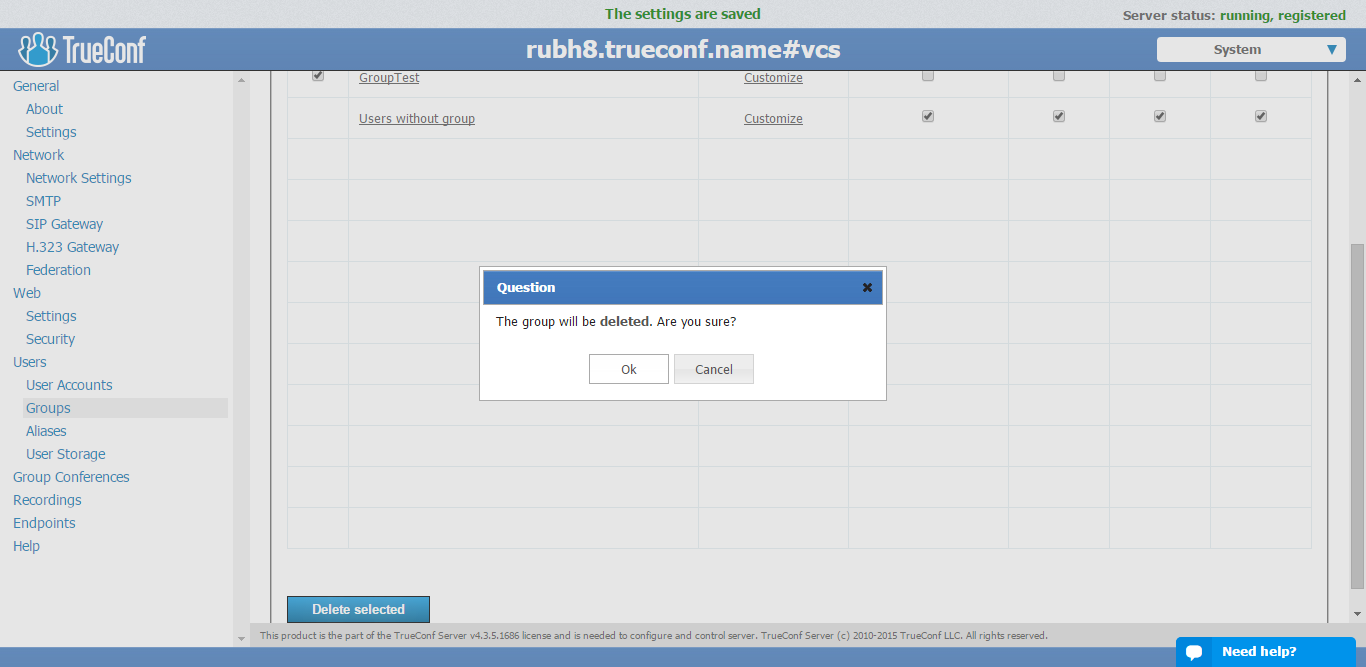 The settings are saved
Server status: running, registered
TrueConf
rubh8.trueconf.name#vcs
System
General
About
Settings
Network
Network Settings
SMTP
SIP Gateway
H.323 Gateway
Federation
Web
Settings
Security
Users
User Accounts
Groups
Aliases
User Storage
Group Conferences
Recordings
Endpoints
Help
GroupTest Customize
Users without group Customize
Question
The group will be deleted. Are you sure?
Ok Cancel
Delete selected
This product is the part of the TrueConf Server v4.3.5.1686 license and is needed to configure and control server. TrueConf Server (c) 2010-2015 TrueConf LLC. All rights reserved.
Need help?